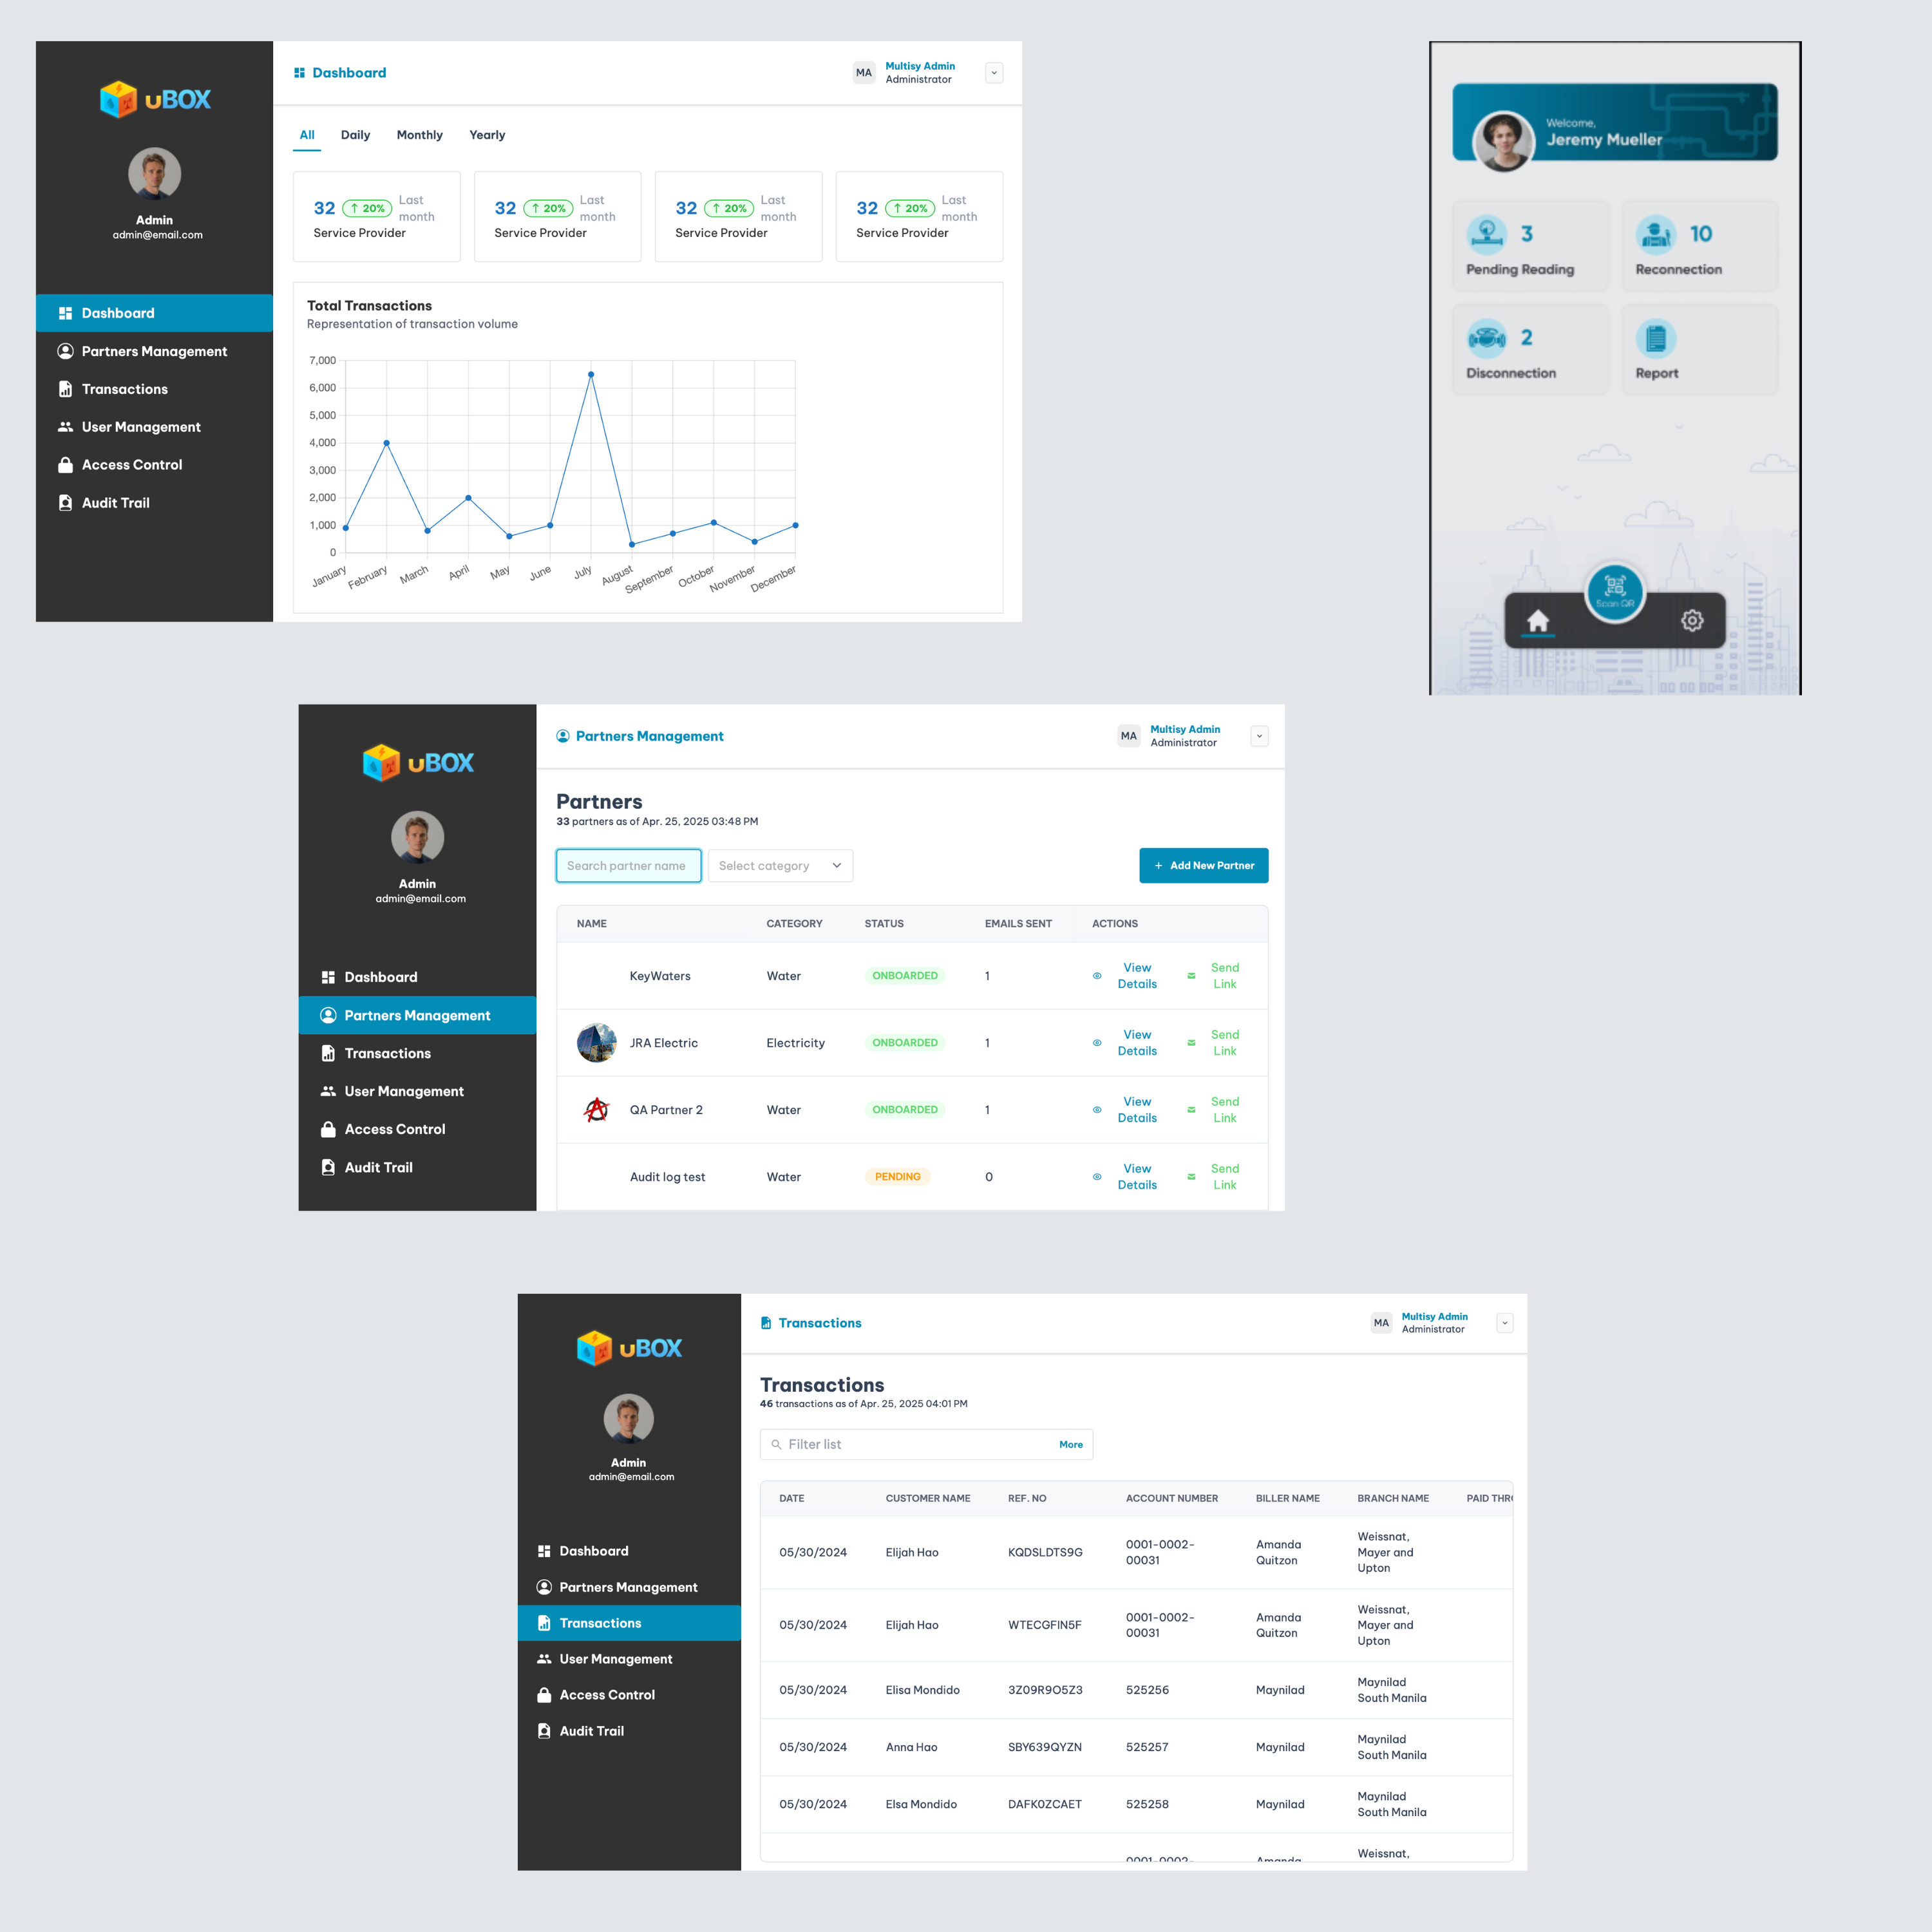 uBOX
Admin
admin@email.com
Dashboard
Partners Management
Transactions
User Management
Access Control
Audit Trail
Dashboard
MA
Multisy Admin
Administrator
All Daily Monthly Yearly
32 ↑ 20% Last month
Service Provider
32 ↑ 20% Last month
Service Provider
32 ↑ 20% Last month
Service Provider
32 ↑ 20% Last month
Service Provider
Total Transactions
Representation of transaction volume
7,000
6,000
5,000
4,000
3,000
2,000
1,000
0
January February March April May June July August September October November December
Welcome,
Jeremy Mueller
3
Pending Reading
10
Reconnection
2
Disconnection
Report
Scan QR
uBOX
Admin
admin@email.com
Dashboard
Partners Management
Transactions
User Management
Access Control
Audit Trail
Partners Management
MA
Multisy Admin
Administrator
Partners
33 partners as of Apr. 25, 2025 03:48 PM
Search partner name
Select category
+ Add New Partner
NAME CATEGORY STATUS EMAILS SENT ACTIONS
KeyWaters Water ONBOARDED 1 View Details Send Link
JRA Electric Electricity ONBOARDED 1 View Details Send Link
QA Partner 2 Water ONBOARDED 1 View Details Send Link
Audit log test Water PENDING 0 View Details Send Link
uBOX
Admin
admin@email.com
Dashboard
Partners Management
Transactions
User Management
Access Control
Audit Trail
Transactions
MA
Multisy Admin
Administrator
Transactions
46 transactions as of Apr. 25, 2025 04:01 PM
Filter list More
DATE CUSTOMER NAME REF. NO ACCOUNT NUMBER BILLER NAME BRANCH NAME PAID
05/30/2024 Elijah Hao KQDSLDTS9G 0001-0002-00031 Amanda Quitzon Weissnat, Mayer and Upton
05/30/2024 Elijah Hao WTECGFIN5F 0001-0002-00031 Amanda Quitzon Weissnat, Mayer and Upton
05/30/2024 Elisa Mondido 3Z09R9O5Z3 525256 Maynilad Maynilad South Manila
05/30/2024 Anna Hao SBY639QYZN 525257 Maynilad Maynilad South Manila
05/30/2024 Elsa Mondido DAFK0ZCAET 525258 Maynilad Maynilad South Manila
0001-0002- Amanda Weissnat,